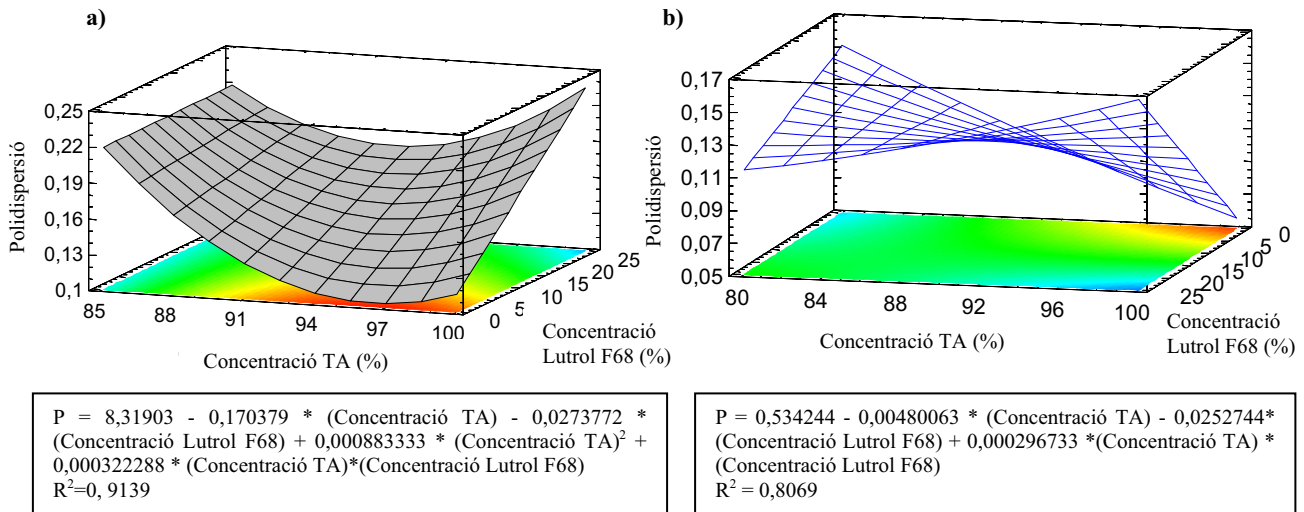 a)
Polidispersió
0,25
0,22
0,19
0,16
0,13
0,1
85 88 91 94 97 100
0 5 10 15 20 25
Concentració TA (%)
Concentració
Lutrol F68 (%)
b)
Polidispersió
0,17
0,15
0,13
0,11
0,09
0,07
0,05
80 84 88 92 96 100
25 20 15 10 5 0
Concentració TA (%)
Concentració
Lutrol F68 (%)
P = 8,31903 - 0,170379 * (Concentració TA) - 0,0273772 *
(Concentració Lutrol F68) + 0,000883333 * (Concentració TA)² +
0,000322288 * (Concentració TA)*(Concentració Lutrol F68)
R²=0, 9139
P = 0,534244 - 0,00480063 * (Concentració TA) - 0,0252744*
(Concentració Lutrol F68) + 0,000296733 *(Concentració TA) *
(Concentració Lutrol F68)
R² = 0,8069